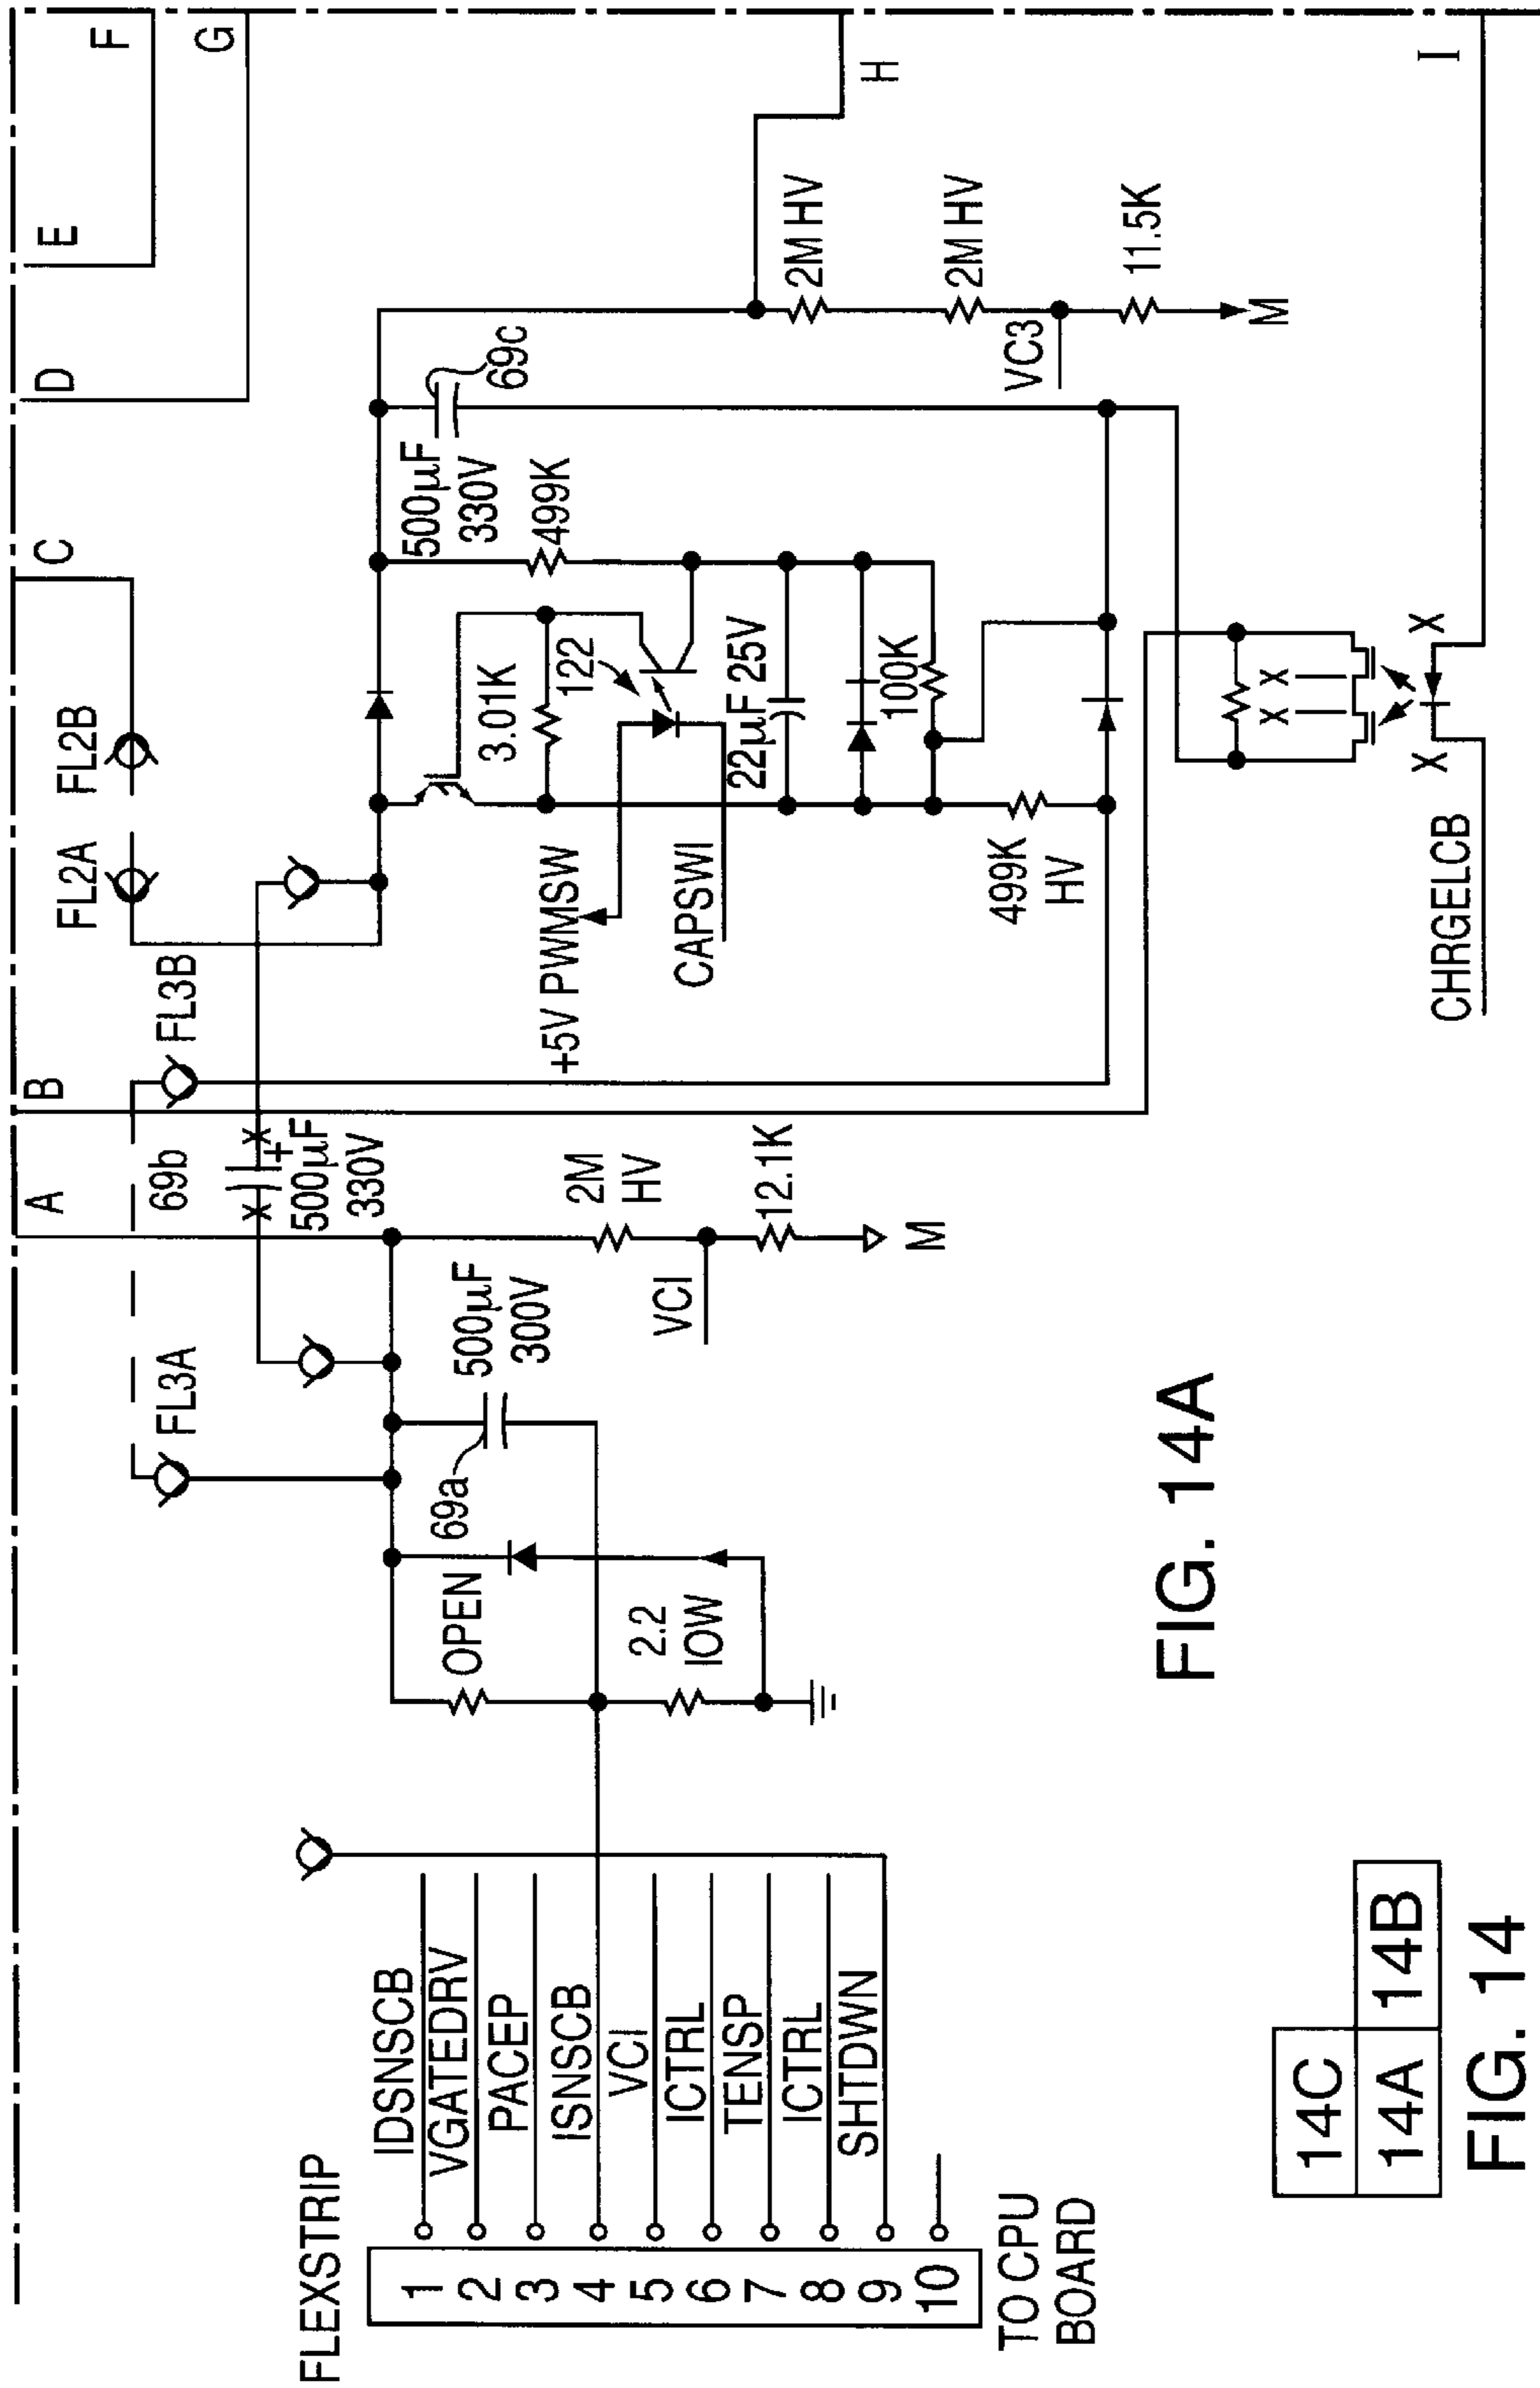 A
B
C
D
E
F
G
H
I
FL3A
FL3B
FL2A
FL2B
69b
X
X
+
500µF
330V
OPEN
69a
500µF
300V
2.2
IOW
2M
HV
VCI
12.1K
M
500µF
330V
69c
499K
3.01K
122
+5V PWMSW
CAPSWI
22µF 25V
100K
499K
HV
2M HV
2M HV
VC3
11.5K
M
X
X
X
X
CHRGELCB
FLEXSTRIP
1 IDSNSCB
2 VGATEDRV
3 PACEP
4 ISNSCB
5 VCI
6 ICTRL
7 TENSP
8 ICTRL
9 SHTDWN
10
TO CPU
BOARD
FIG. 14A
14C
14A 14B
FIG. 14